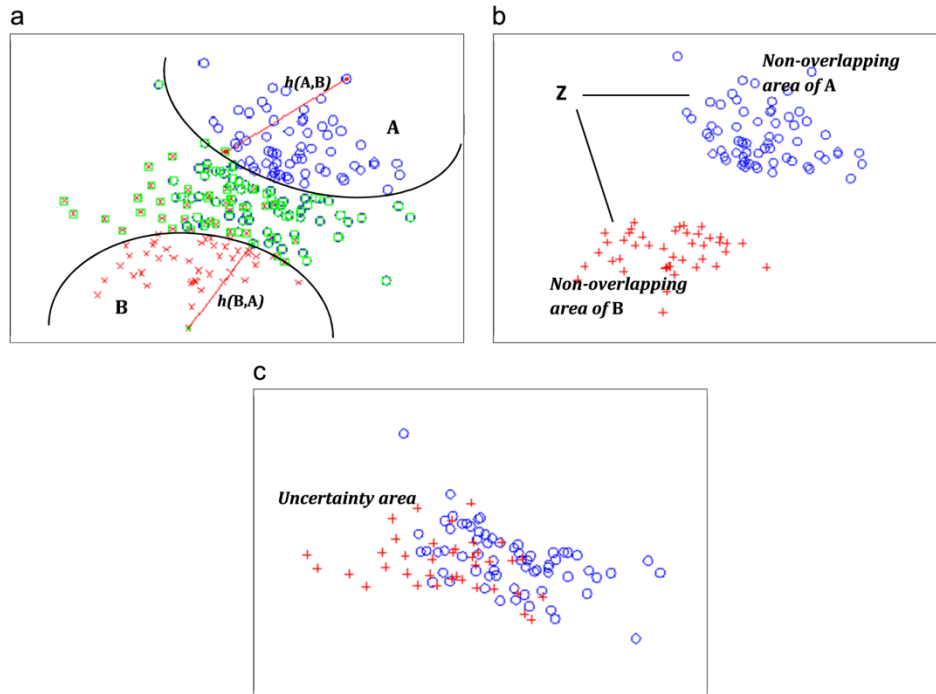 a
h(A,B)
A
B
h(B,A)
b
Non-overlapping
area of A
Z
Non-overlapping
area of B
c
Uncertainty area